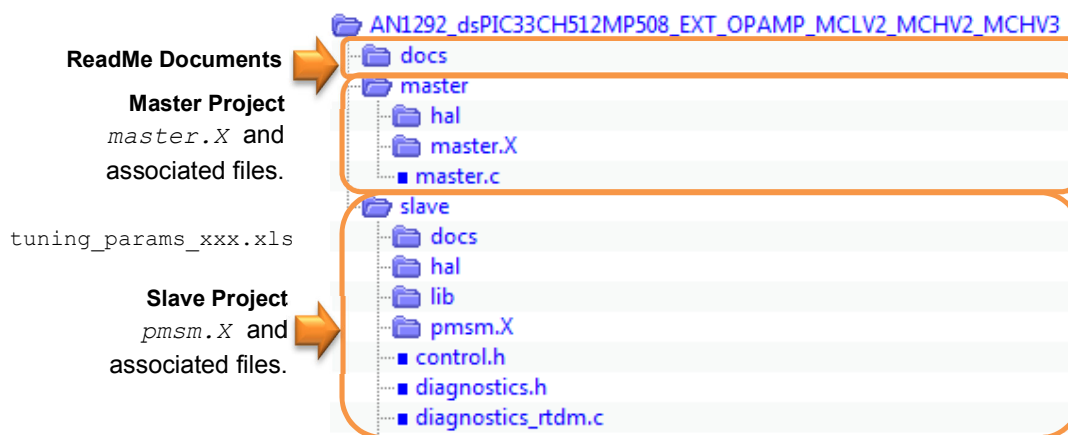 AN1292_dsPIC33CH512MP508_EXT_OPAMP_MCLV2_MCHV2_MCHV3
ReadMe Documents
docs
master
Master Project
master.X and
associated files.
hal
master.X
master.c
slave
tuning_params_xxx.xls
docs
hal
lib
Slave Project
pmsm.X and
associated files.
pmsm.X
control.h
diagnostics.h
diagnostics_rtdm.c